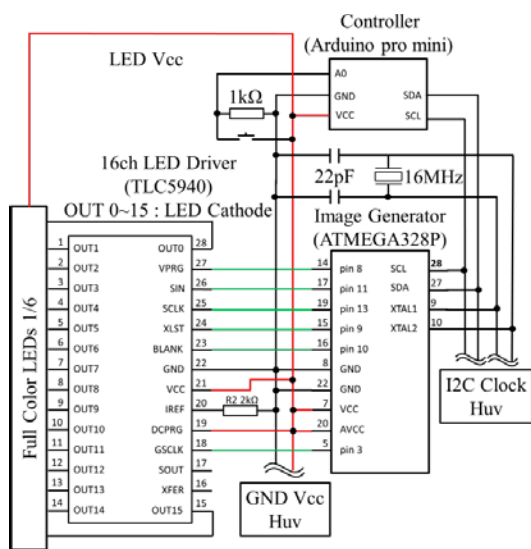 Controller
(Arduino pro mini)
LED Vcc
A0
GND
VCC
SDA
SCL
1kΩ
22pF
16MHz
16ch LED Driver
(TLC5940)
OUT 0~15 : LED Cathode
Image Generator
(ATMEGA328P)
Full Color LEDs 1/6
1 OUT1
2 OUT2
3 OUT3
4 OUT4
5 OUT5
6 OUT6
7 OUT7
8 OUT8
9 OUT9
10 OUT10
11 OUT11
12 OUT12
13 OUT13
14 OUT14
OUT0 28
VPRG 27
SIN 26
SCLK 25
XLST 24
BLANK 23
GND 22
VCC 21
IREF 20
DCPRG 19
GSCLK 18
SOUT 17
XFER 16
OUT15 15
R2 2kΩ
14 pin 8
17 pin 11
19 pin 13
15 pin 9
16 pin 10
8 GND
22 GND
7 VCC
20 AVCC
5 pin 3
SCL 28
SDA 27
XTAL1 9
XTAL2 10
I2C Clock
Huv
GND Vcc
Huv